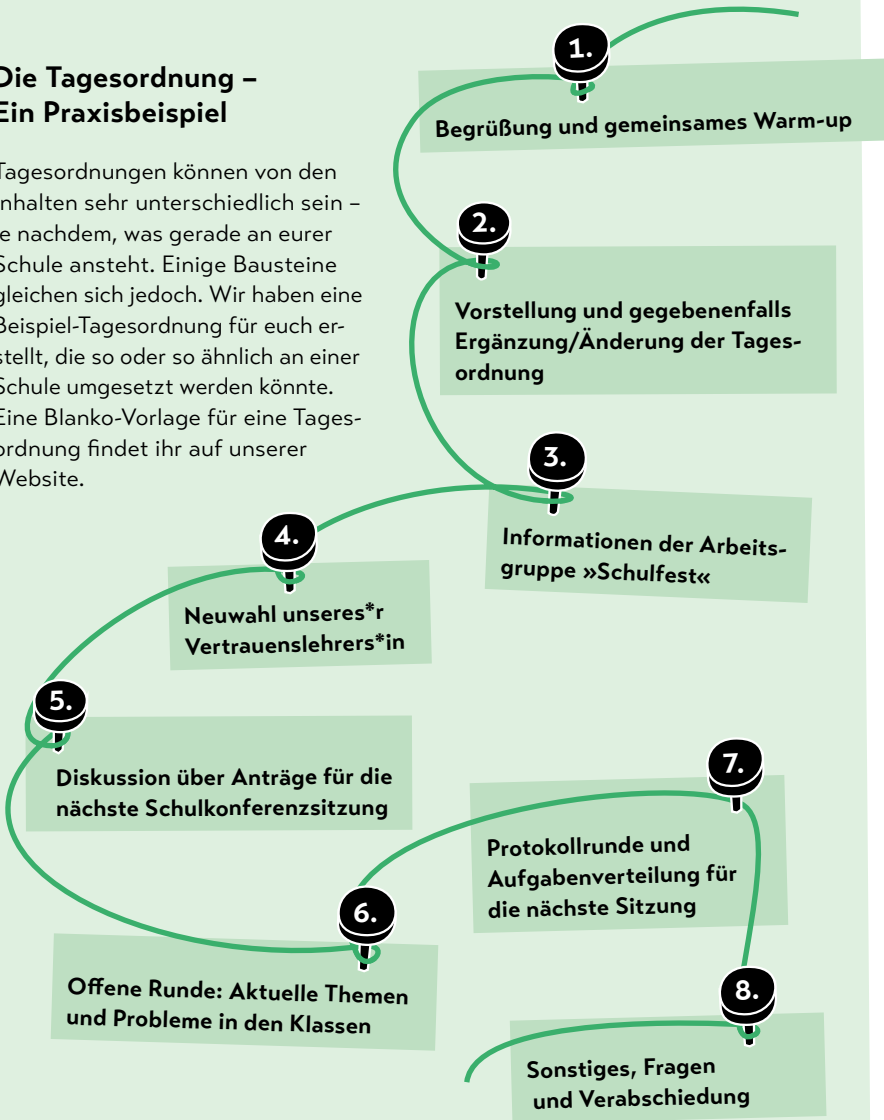 Die Tagesordnung –
Ein Praxisbeispiel
Tagesordnungen können von den
Inhalten sehr unterschiedlich sein –
je nachdem, was gerade an eurer
Schule ansteht. Einige Bausteine
gleichen sich jedoch. Wir haben eine
Beispiel-Tagesordnung für euch er-
stellt, die so oder so ähnlich an einer
Schule umgesetzt werden könnte.
Eine Blanko-Vorlage für eine Tages-
ordnung findet ihr auf unserer
Website.
1.
Begrüßung und gemeinsames Warm-up
2.
Vorstellung und gegebenenfalls
Ergänzung/Änderung der Tages-
ordnung
3.
Informationen der Arbeits-
gruppe »Schulfest«
4.
Neuwahl unseres*r
Vertrauenslehrers*in
5.
Diskussion über Anträge für die
nächste Schulkonferenzsitzung
6.
Offene Runde: Aktuelle Themen
und Probleme in den Klassen
7.
Protokollrunde und
Aufgabenverteilung für
die nächste Sitzung
8.
Sonstiges, Fragen
und Verabschiedung